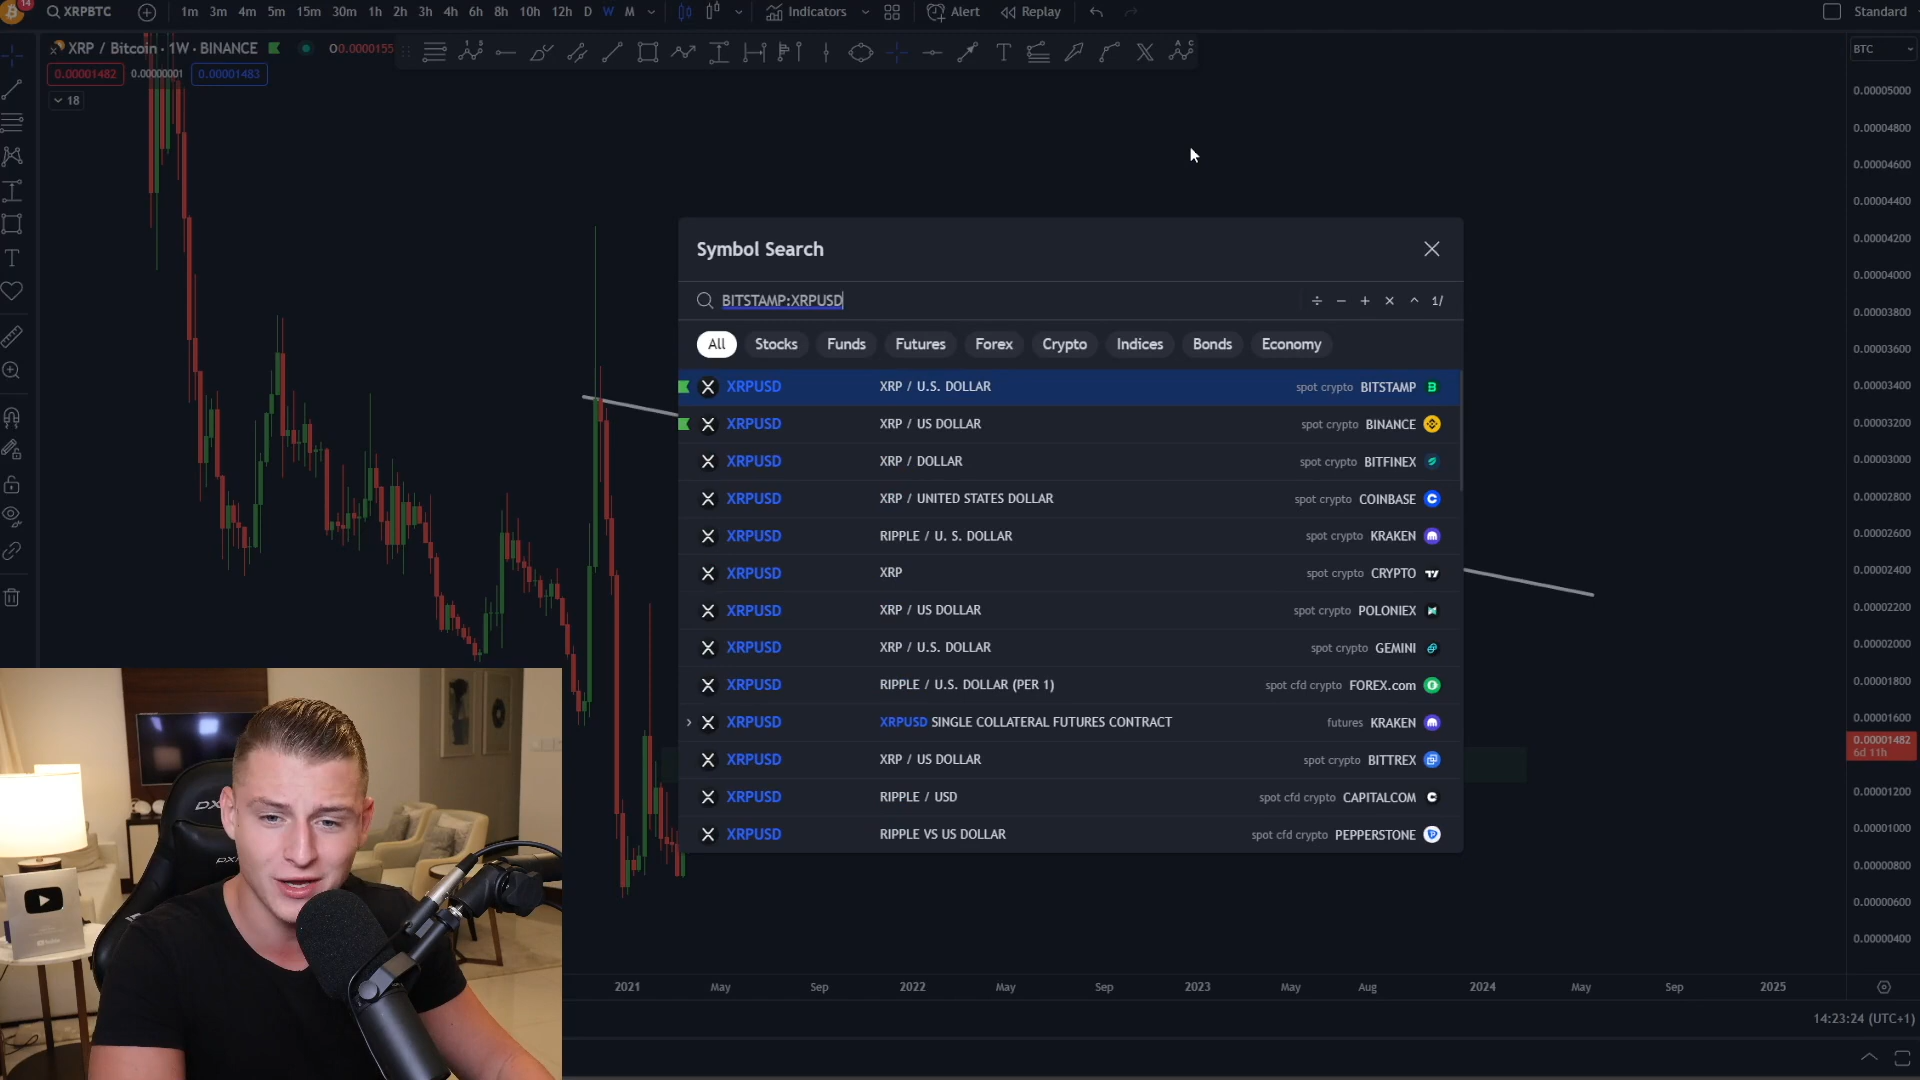 14
XRPBTC
1m 3m 4m 5m 15m 30m 1h 2h 3h 4h 6h 8h 10h 12h D W M
Indicators
Alert
Replay
Standard
XRP / Bitcoin · 1W · BINANCE
O0.0000155
0.00001482
0.00000001
0.00001483
18
BTC
0.00005000
0.00004800
0.00004600
0.00004400
0.00004200
0.00004000
0.00003800
0.00003600
0.00003400
0.00003200
0.00003000
0.00002800
0.00002600
0.00002400
0.00002200
0.00002000
0.00001800
0.00001600
0.00001482
6d 11h
0.00001200
0.00001000
0.00000800
0.00000600
0.00000400
Symbol Search
BITSTAMP:XRPUSD
÷ − + × ^ 1/
All Stocks Funds Futures Forex Crypto Indices Bonds Economy
XRPUSD XRP / U.S. DOLLAR spot crypto BITSTAMP
XRPUSD XRP / US DOLLAR spot crypto BINANCE
XRPUSD XRP / DOLLAR spot crypto BITFINEX
XRPUSD XRP / UNITED STATES DOLLAR spot crypto COINBASE
XRPUSD RIPPLE / U. S. DOLLAR spot crypto KRAKEN
XRPUSD XRP spot crypto CRYPTO
XRPUSD XRP / US DOLLAR spot crypto POLONIEX
XRPUSD XRP / U.S. DOLLAR spot crypto GEMINI
XRPUSD RIPPLE / U.S. DOLLAR (PER 1) spot cfd crypto FOREX.com
XRPUSD XRPUSD SINGLE COLLATERAL FUTURES CONTRACT futures KRAKEN
XRPUSD XRP / US DOLLAR spot crypto BITTREX
XRPUSD RIPPLE / USD spot cfd crypto CAPITALCOM
XRPUSD RIPPLE VS US DOLLAR spot cfd crypto PEPPERSTONE
2021 May Sep 2022 May Sep 2023 May Aug 2024 May Sep 2025
14:23:24 (UTC+1)